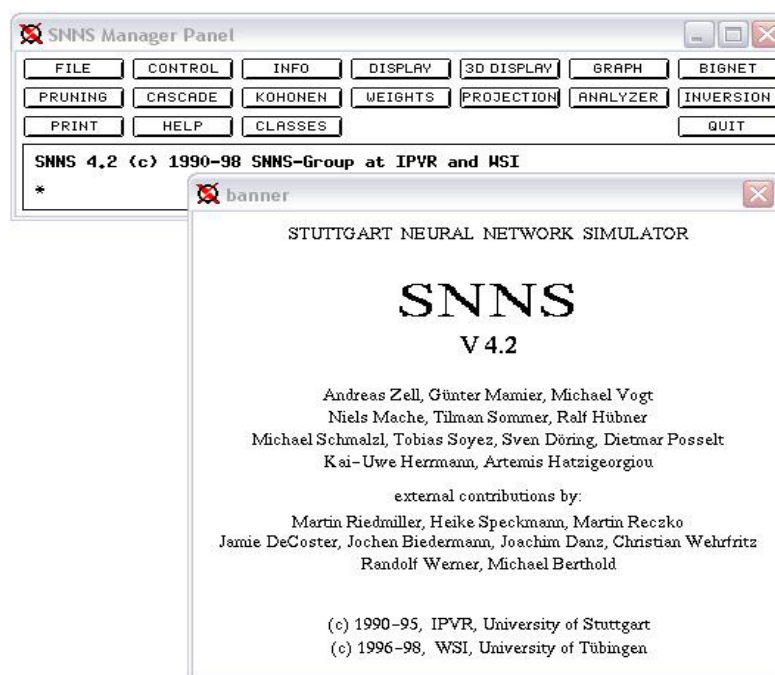 SNNS Manager Panel
FILE CONTROL INFO DISPLAY 3D DISPLAY GRAPH BIGNET
PRUNING CASCADE KOHONEN WEIGHTS PROJECTION ANALYZER INVERSION
PRINT HELP CLASSES QUIT
SNNS 4.2 (c) 1990-98 SNNS-Group at IPVR and WSI
*
banner
STUTTGART NEURAL NETWORK SIMULATOR
SNNS
V 4.2
Andreas Zell, Günter Mamier, Michael Vogt
Niels Mache, Tilman Sommer, Ralf Hübner
Michael Schmalzl, Tobias Soyez, Sven Döring, Dietmar Posselt
Kai-Uwe Herrmann, Artemis Hatzigeorgiou
external contributions by:
Martin Riedmiller, Heike Speckmann, Martin Reczko
Jamie DeCoster, Jochen Biedermann, Joachim Danz, Christian Wehrfritz
Randolf Werner, Michael Berthold
(c) 1990-95, IPVR, University of Stuttgart
(c) 1996-98, WSI, University of Tübingen